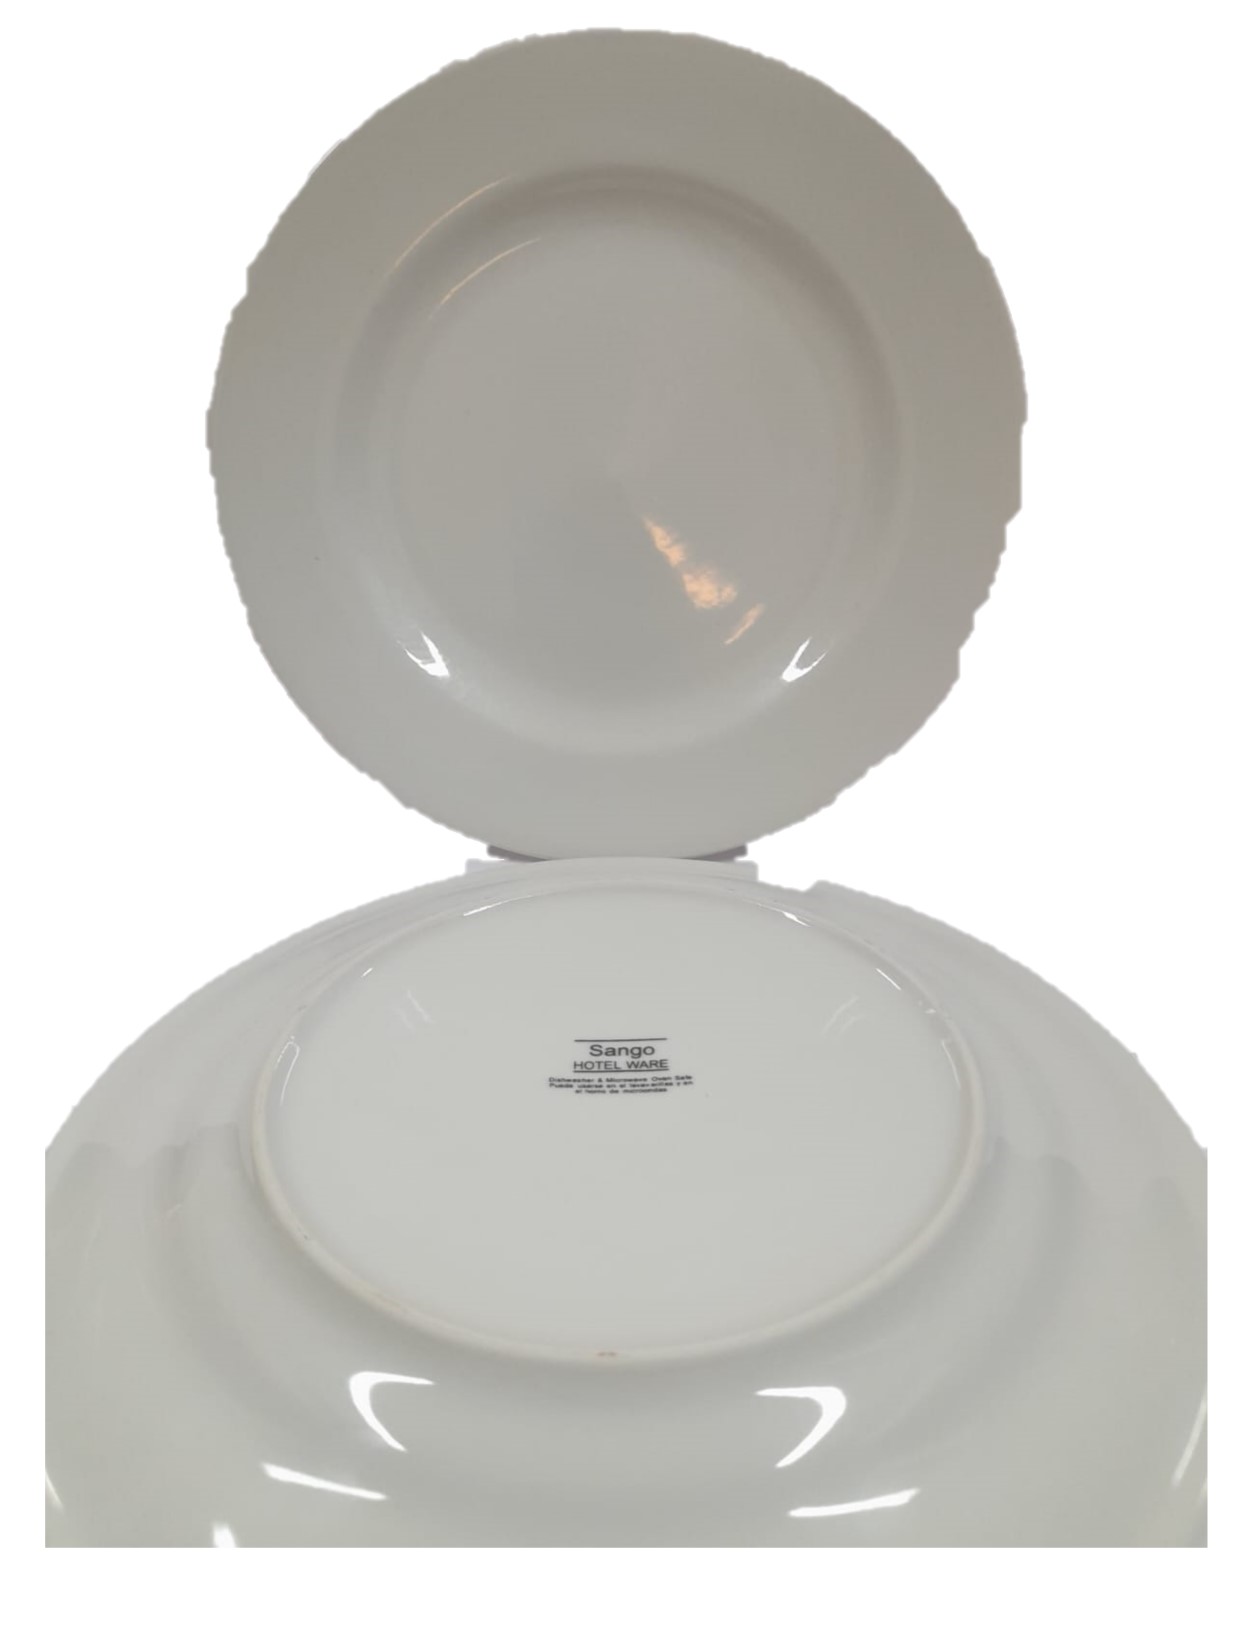 Sango
HOTEL WARE
Dishwasher & Microwave Oven Safe
Puede usarse en el lavavajillas y en
el horno de microondas